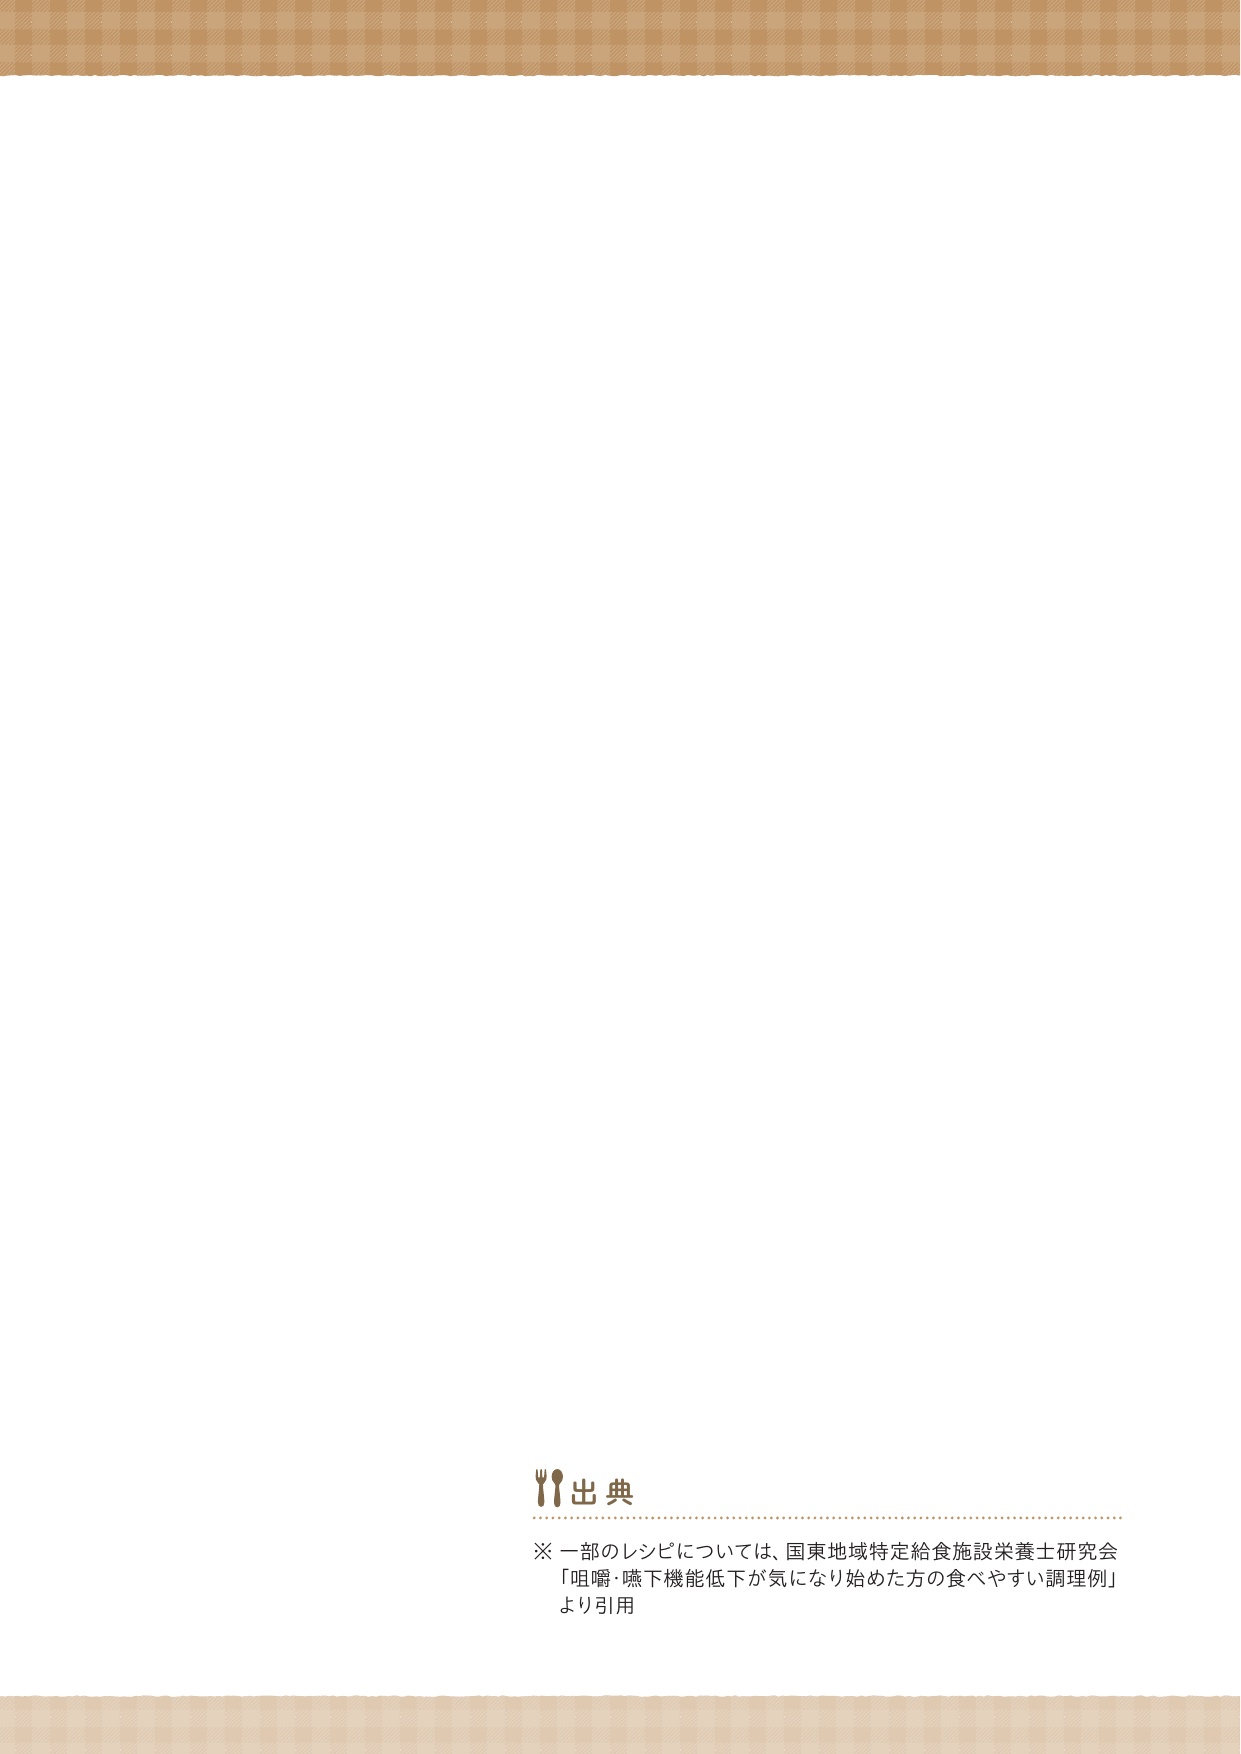 出典
※ 一部のレシピについては、国東地域特定給食施設栄養士研究会
「咀嚼・嚥下機能低下が気になり始めた方の食べやすい調理例」
より引用